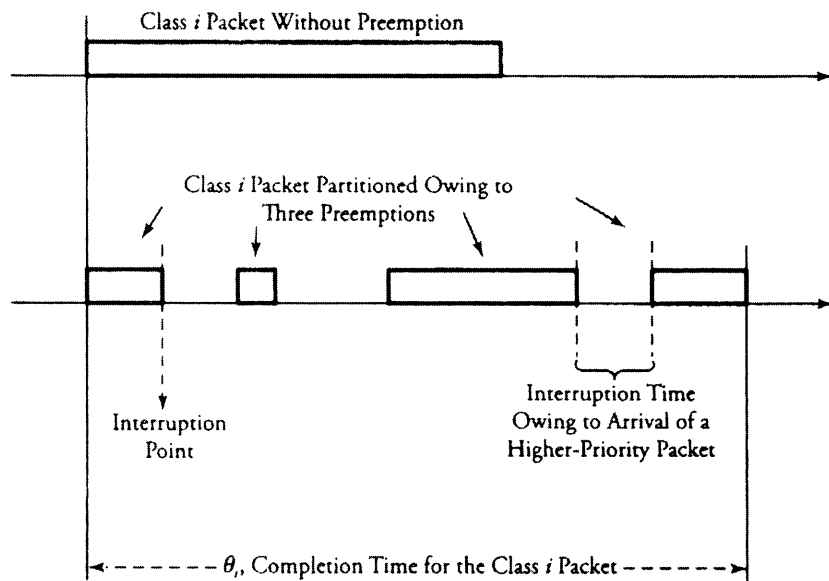 Class i Packet Without Preemption
Class i Packet Partitioned Owing to
Three Preemptions
Interruption
Point
Interruption Time
Owing to Arrival of a
Higher-Priority Packet
θi, Completion Time for the Class i Packet